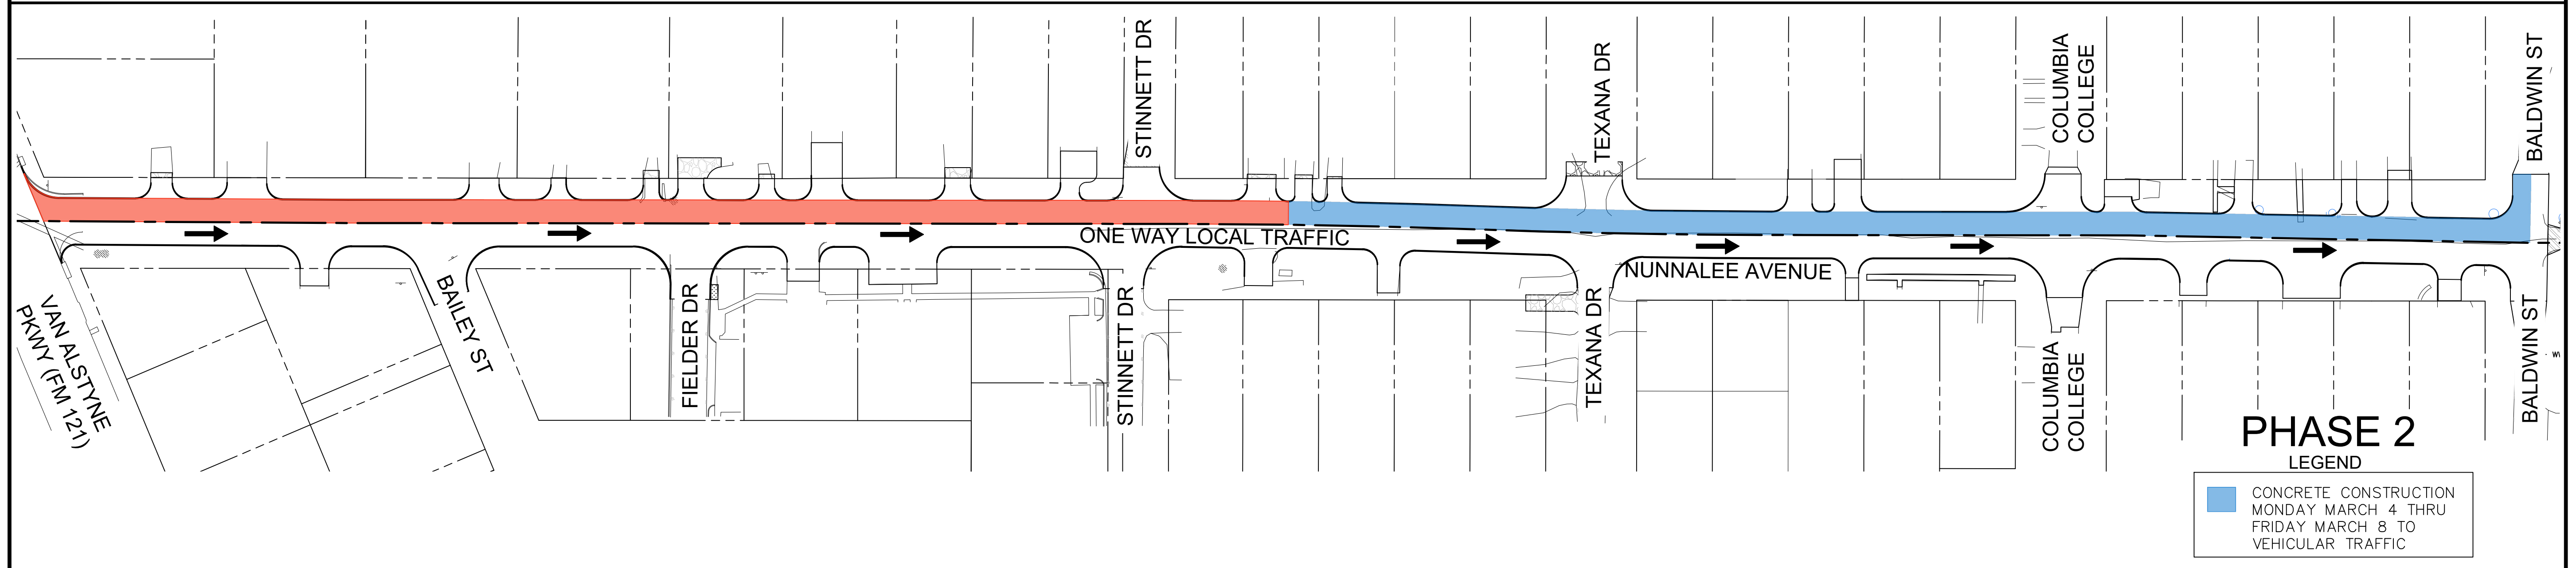 STINNETT DR
TEXANA DR
COLUMBIA
COLLEGE
BALDWIN ST
ONE WAY LOCAL TRAFFIC
NUNNALEE AVENUE
VAN ALSTYNE
PKWY (FM 121)
BAILEY ST
FIELDER DR
STINNETT DR
TEXANA DR
COLUMBIA
COLLEGE
BALDWIN ST
PHASE 2
LEGEND
CONCRETE CONSTRUCTION
MONDAY MARCH 4 THRU
FRIDAY MARCH 8 TO
VEHICULAR TRAFFIC